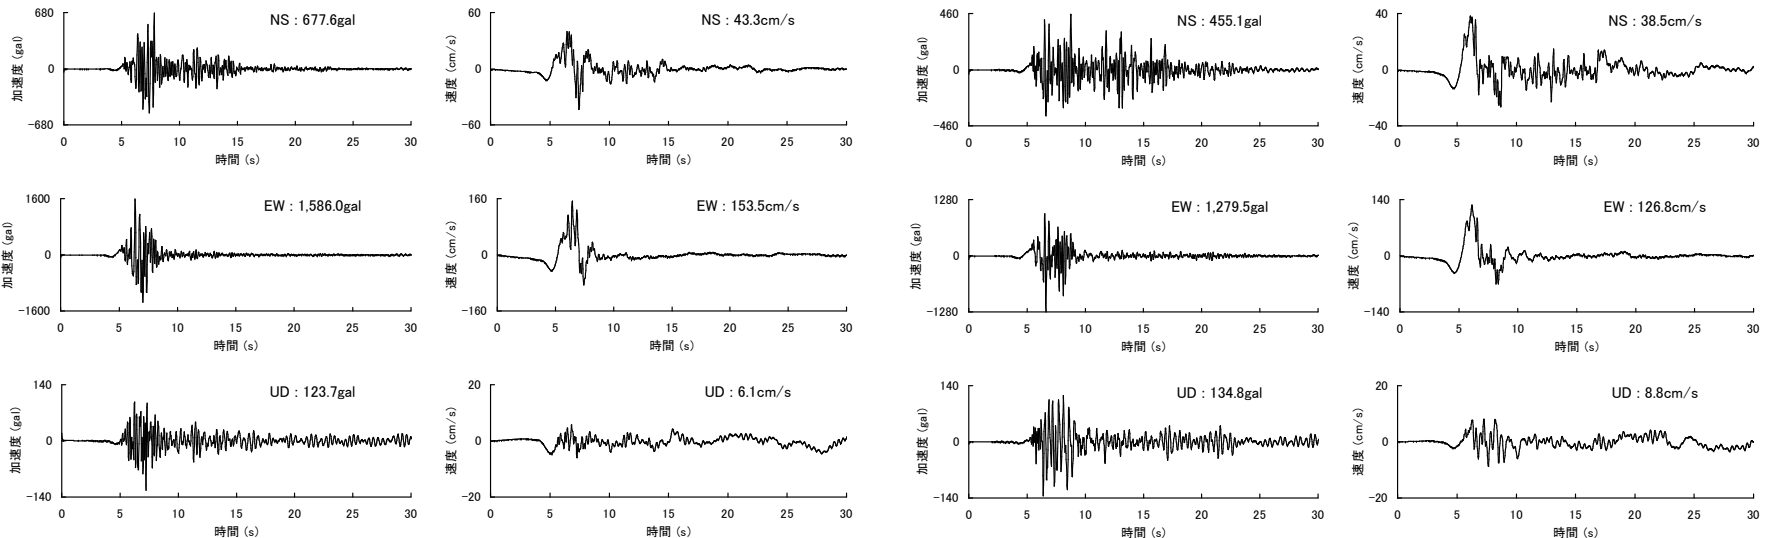 NS : 677.6gal
680
0
-680
加速度 (gal)
0 5 10 15 20 25 30
時間 (s)
NS : 43.3cm/s
60
0
-60
速度 (cm/s)
0 5 10 15 20 25 30
時間 (s)
NS : 455.1gal
460
0
-460
加速度 (gal)
0 5 10 15 20 25 30
時間 (s)
NS : 38.5cm/s
40
0
-40
速度 (cm/s)
0 5 10 15 20 25 30
時間 (s)
EW : 1,586.0gal
1600
0
-1600
加速度 (gal)
0 5 10 15 20 25 30
時間 (s)
EW : 153.5cm/s
160
0
-160
速度 (cm/s)
0 5 10 15 20 25 30
時間 (s)
EW : 1,279.5gal
1280
0
-1280
加速度 (gal)
0 5 10 15 20 25 30
時間 (s)
EW : 126.8cm/s
140
0
-140
速度 (cm/s)
0 5 10 15 20 25 30
時間 (s)
UD : 123.7gal
140
0
-140
加速度 (gal)
0 5 10 15 20 25 30
時間 (s)
UD : 6.1cm/s
20
0
-20
速度 (cm/s)
0 5 10 15 20 25 30
時間 (s)
UD : 134.8gal
140
0
-140
加速度 (gal)
0 5 10 15 20 25 30
時間 (s)
UD : 8.8cm/s
20
0
-20
速度 (cm/s)
0 5 10 15 20 25 30
時間 (s)